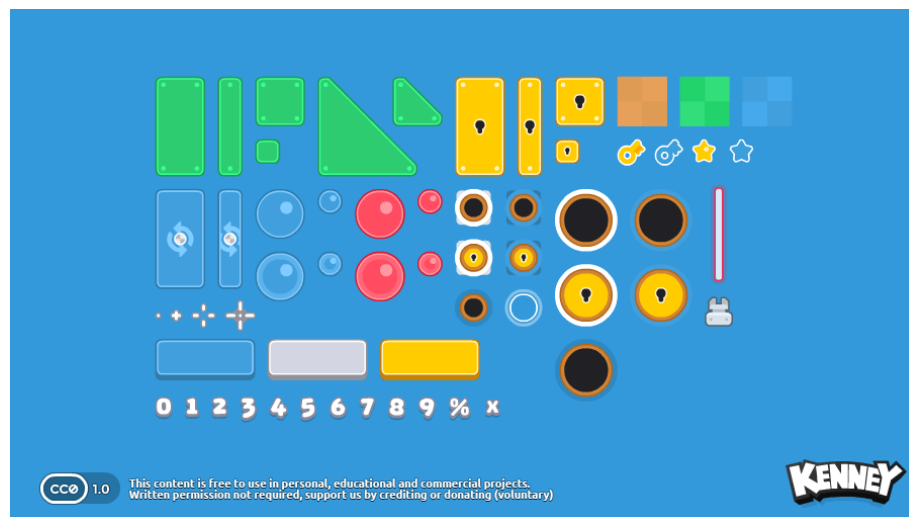 0 1 2 3 4 5 6 7 8 9 % x
CC0 1.0
This content is free to use in personal, educational and commercial projects.
Written permission not required, support us by crediting or donating (voluntary)
KENNEY